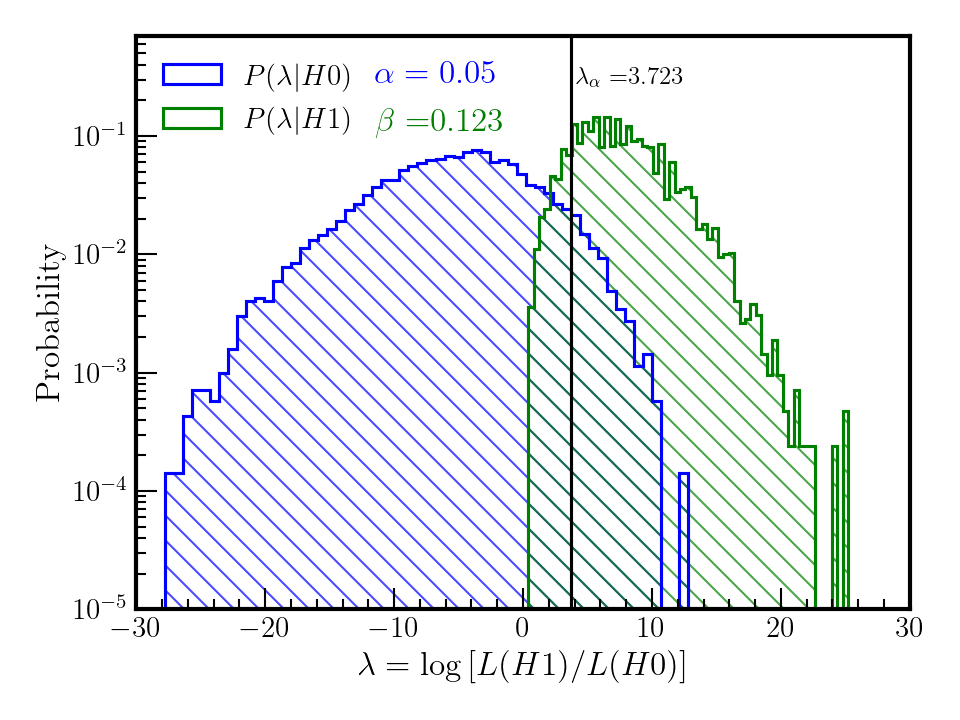 P(λ|H0) α = 0.05
P(λ|H1) β =0.123
λ_α =3.723
Probability
10⁻¹
10⁻²
10⁻³
10⁻⁴
10⁻⁵
−30 −20 −10 0 10 20 30
λ = log [L(H1)/L(H0)]